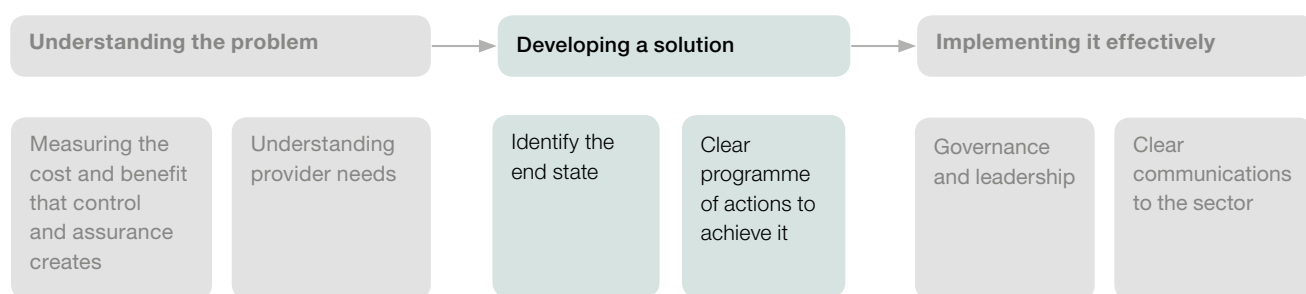 Understanding the problem
Developing a solution
Implementing it effectively
Measuring the
cost and benefit
that control
and assurance
creates
Understanding
provider needs
Identify the
end state
Clear
programme
of actions to
achieve it
Governance
and leadership
Clear
communications
to the sector